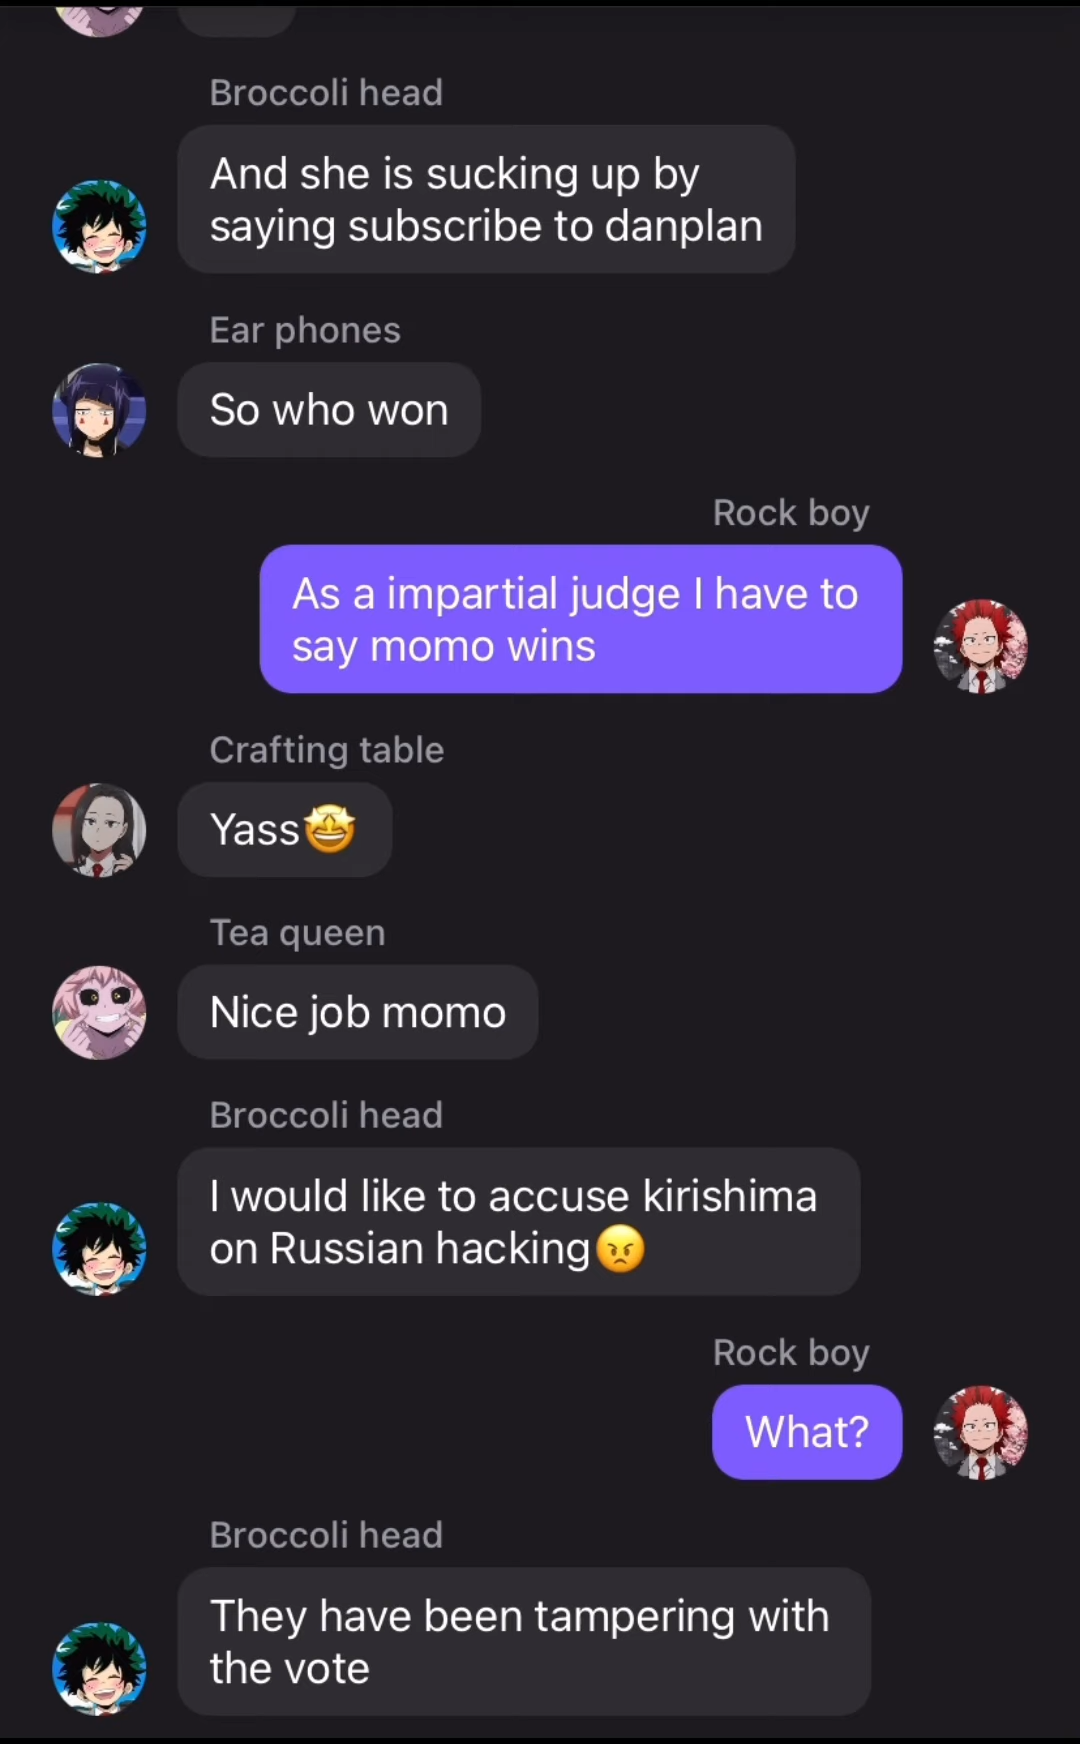 Broccoli head
And she is sucking up by
saying subscribe to danplan
Ear phones
So who won
Rock boy
As a impartial judge I have to
say momo wins
Crafting table
Yass🤩
Tea queen
Nice job momo
Broccoli head
I would like to accuse kirishima
on Russian hacking😠
Rock boy
What?
Broccoli head
They have been tampering with
the vote